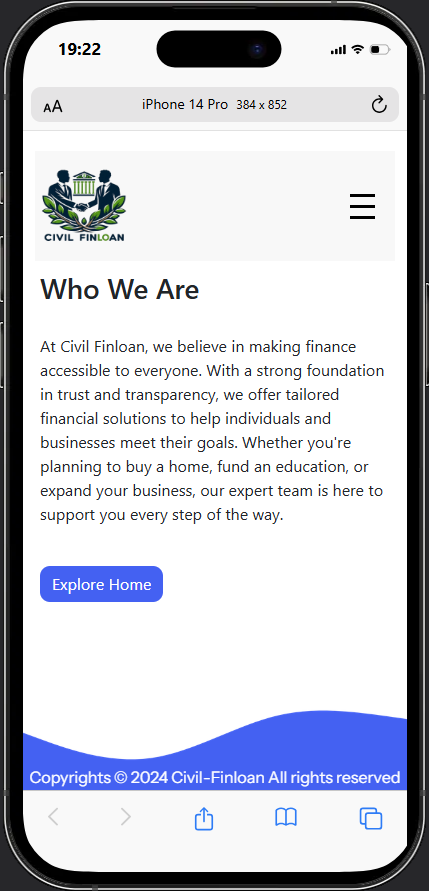 19:22
AA iPhone 14 Pro 384 x 852
CIVIL FINLOAN
Who We Are
At Civil Finloan, we believe in making finance
accessible to everyone. With a strong foundation
in trust and transparency, we offer tailored
financial solutions to help individuals and
businesses meet their goals. Whether you're
planning to buy a home, fund an education, or
expand your business, our expert team is here to
support you every step of the way.
Explore Home
Copyrights © 2024 Civil-Finloan All rights reserved